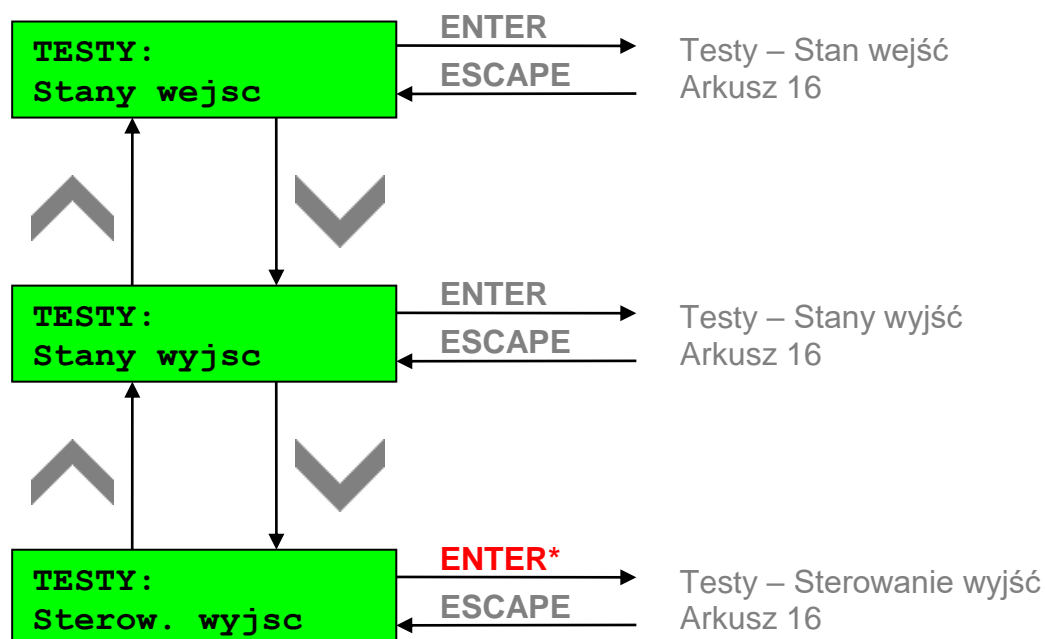 TESTY:
Stany wejsc
ENTER
ESCAPE
Testy – Stan wejść
Arkusz 16
TESTY:
Stany wyjsc
ENTER
ESCAPE
Testy – Stany wyjść
Arkusz 16
TESTY:
Sterow. wyjsc
ENTER*
ESCAPE
Testy – Sterowanie wyjść
Arkusz 16